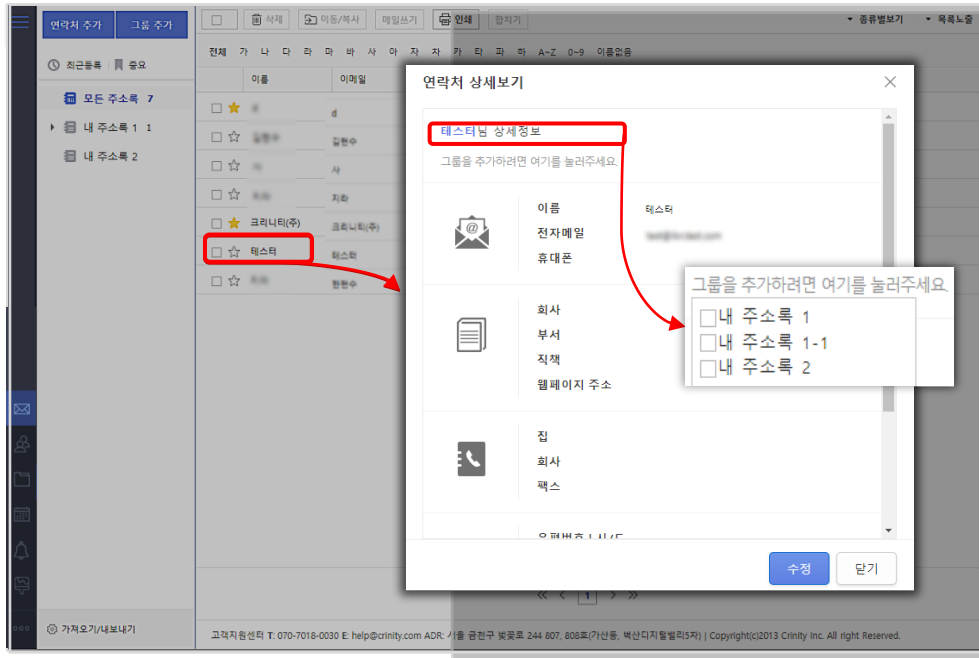 연락처 추가 그룹 추가
삭제 이동/복사 메일쓰기 인쇄 합치기
종류별보기 목록노출
최근등록 중요
모든 주소록 7
내 주소록 1 1
내 주소록 2
전체 가 나 다 라 마 바 사 아 자 차 카 타 파 하 A~Z 0~9 이름없음
이름 이메일
d d
김현수
사
지라
크리니티(주) 크리니티(주)
테스터 테스터
한현수
연락처 상세보기
테스터님 상세정보
그룹을 추가하려면 여기를 눌러주세요.
이름 테스터
전자메일
휴대폰
회사
부서
직책
웹페이지 주소
집
회사
팩스
그룹을 추가하려면 여기를 눌러주세요.
내 주소록 1
내 주소록 1-1
내 주소록 2
수정 닫기
1
가져오기/내보내기
고객지원센터 T: 070-7018-0030 E: help@crinity.com ADR: 서울 금천구 벚꽃로 244 807, 808호(가산동, 벽산디지털밸리5차) | Copyright(c)2013 Crinity Inc. All right Reserved.